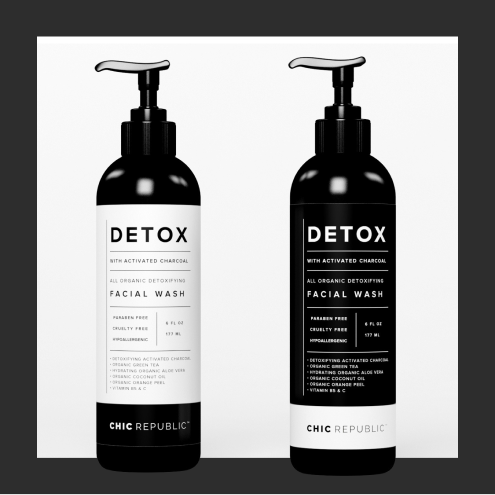 DETOX
WITH ACTIVATED CHARCOAL
ALL ORGANIC DETOXIFYING
FACIAL WASH
PARABEN FREE
CRUELTY FREE
HYPOALLERGENIC
6 FL OZ
177 ML
• DETOXIFYING ACTIVATED CHARCOAL
• ORGANIC GREEN TEA
• HYDRATING ORGANIC ALOE VERA
• ORGANIC COCONUT OIL
• ORGANIC ORANGE PEEL
• VITAMIN B5 & C
CHIC REPUBLIC™
DETOX
WITH ACTIVATED CHARCOAL
ALL ORGANIC DETOXIFYING
FACIAL WASH
PARABEN FREE
CRUELTY FREE
HYPOALLERGENIC
6 FL OZ
177 ML
• DETOXIFYING ACTIVATED CHARCOAL
• ORGANIC GREEN TEA
• HYDRATING ORGANIC ALOE VERA
• ORGANIC COCONUT OIL
• ORGANIC ORANGE PEEL
• VITAMIN B5 & C
CHIC REPUBLIC™